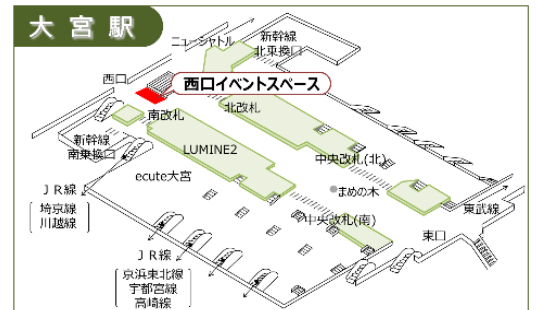 大宮駅
ニューシャトル
新幹線
北乗換口
西口
西口イベントスペース
南改札
北改札
新幹線
南乗換口
LUMINE2
中央改札(北)
ecute大宮
まめの木
JR線
埼京線
川越線
中央改札(南)
東武線
東口
JR線
京浜東北線
宇都宮線
高崎線